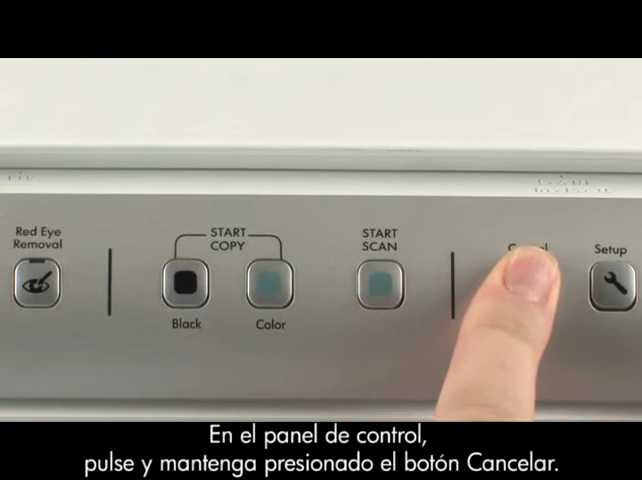 Red Eye
Removal
START
COPY
START
SCAN
Setup
Black
Color
En el panel de control,
pulse y mantenga presionado el botón Cancelar.